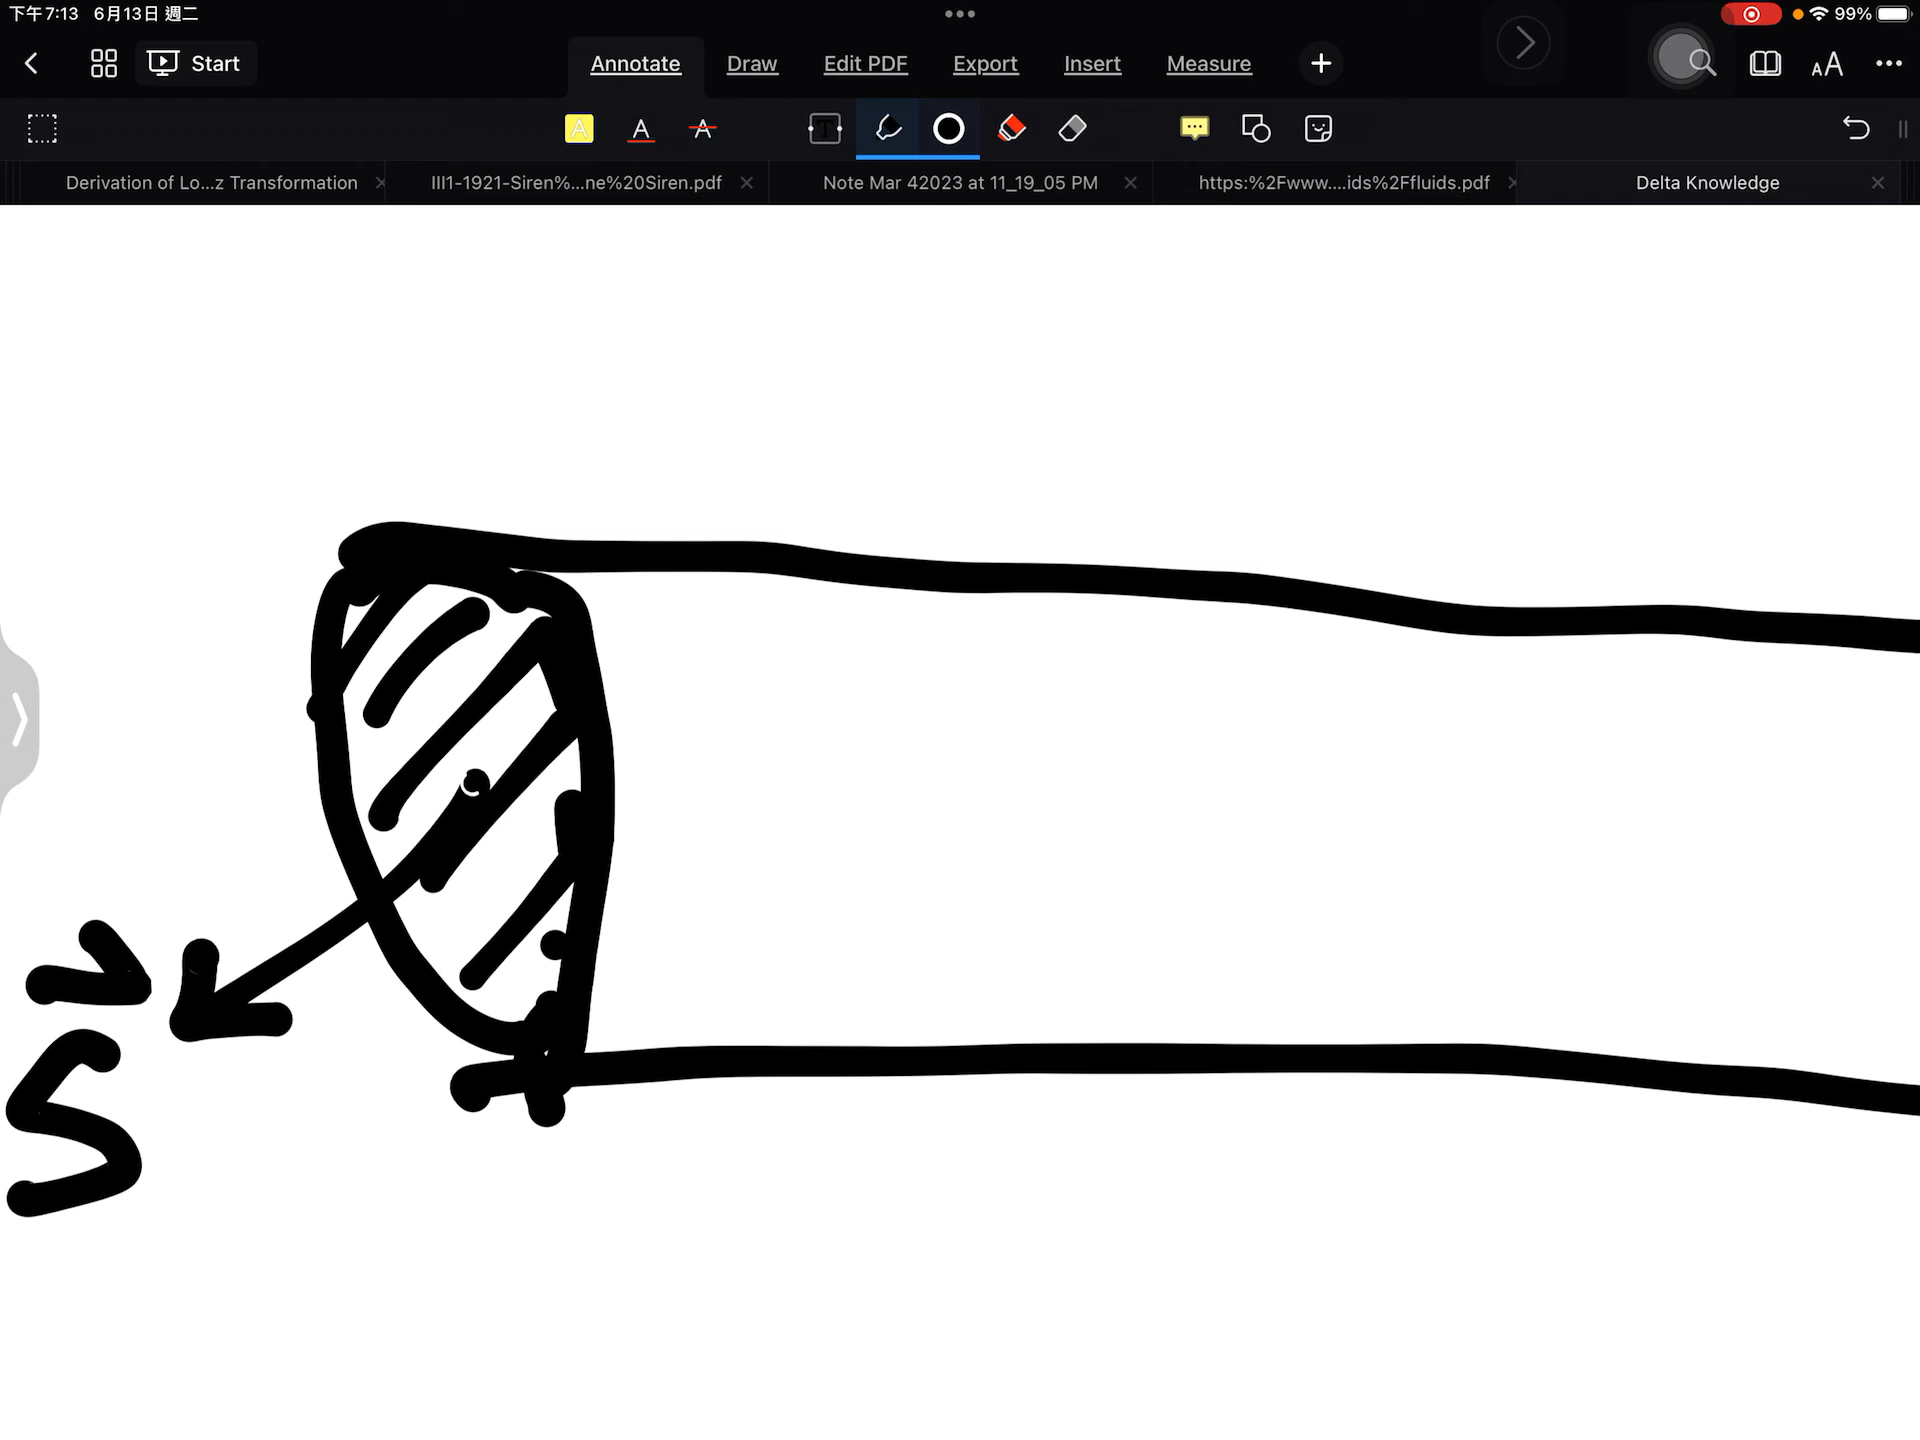 下午7:13 6月13日 週二
99%
Start
Annotate Draw Edit PDF Export Insert Measure
AA
A A A T
Derivation of Lo...z Transformation
III1-1921-Siren%...ne%20Siren.pdf
Note Mar 42023 at 11_19_05 PM
https:%2Fwww....ids%2Ffluids.pdf
Delta Knowledge
S